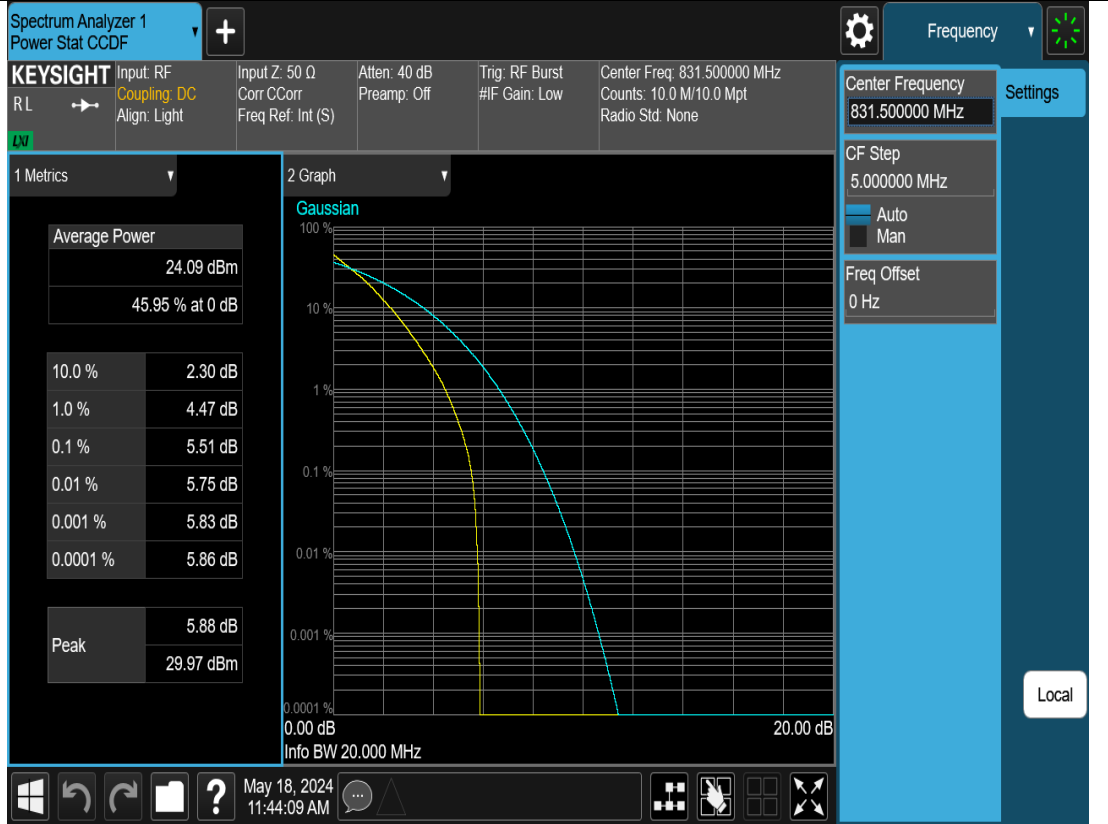 Spectrum Analyzer 1
Power Stat CCDF
+
Frequency
KEYSIGHT
RL
LXI
Input: RF
Coupling: DC
Align: Light
Input Z: 50 Ω
Corr CCorr
Freq Ref: Int (S)
Atten: 40 dB
Preamp: Off
Trig: RF Burst
#IF Gain: Low
Center Freq: 831.500000 MHz
Counts: 10.0 M/10.0 Mpt
Radio Std: None
Center Frequency
831.500000 MHz
Settings
CF Step
5.000000 MHz
Auto
Man
Freq Offset
0 Hz
1 Metrics
Average Power
24.09 dBm
45.95 % at 0 dB
10.0 % 2.30 dB
1.0 % 4.47 dB
0.1 % 5.51 dB
0.01 % 5.75 dB
0.001 % 5.83 dB
0.0001 % 5.86 dB
Peak
5.88 dB
29.97 dBm
2 Graph
Gaussian
100 %
10 %
1 %
0.1 %
0.01 %
0.001 %
0.0001 %
0.00 dB
20.00 dB
Info BW 20.000 MHz
Local
?
May 18, 2024
11:44:09 AM